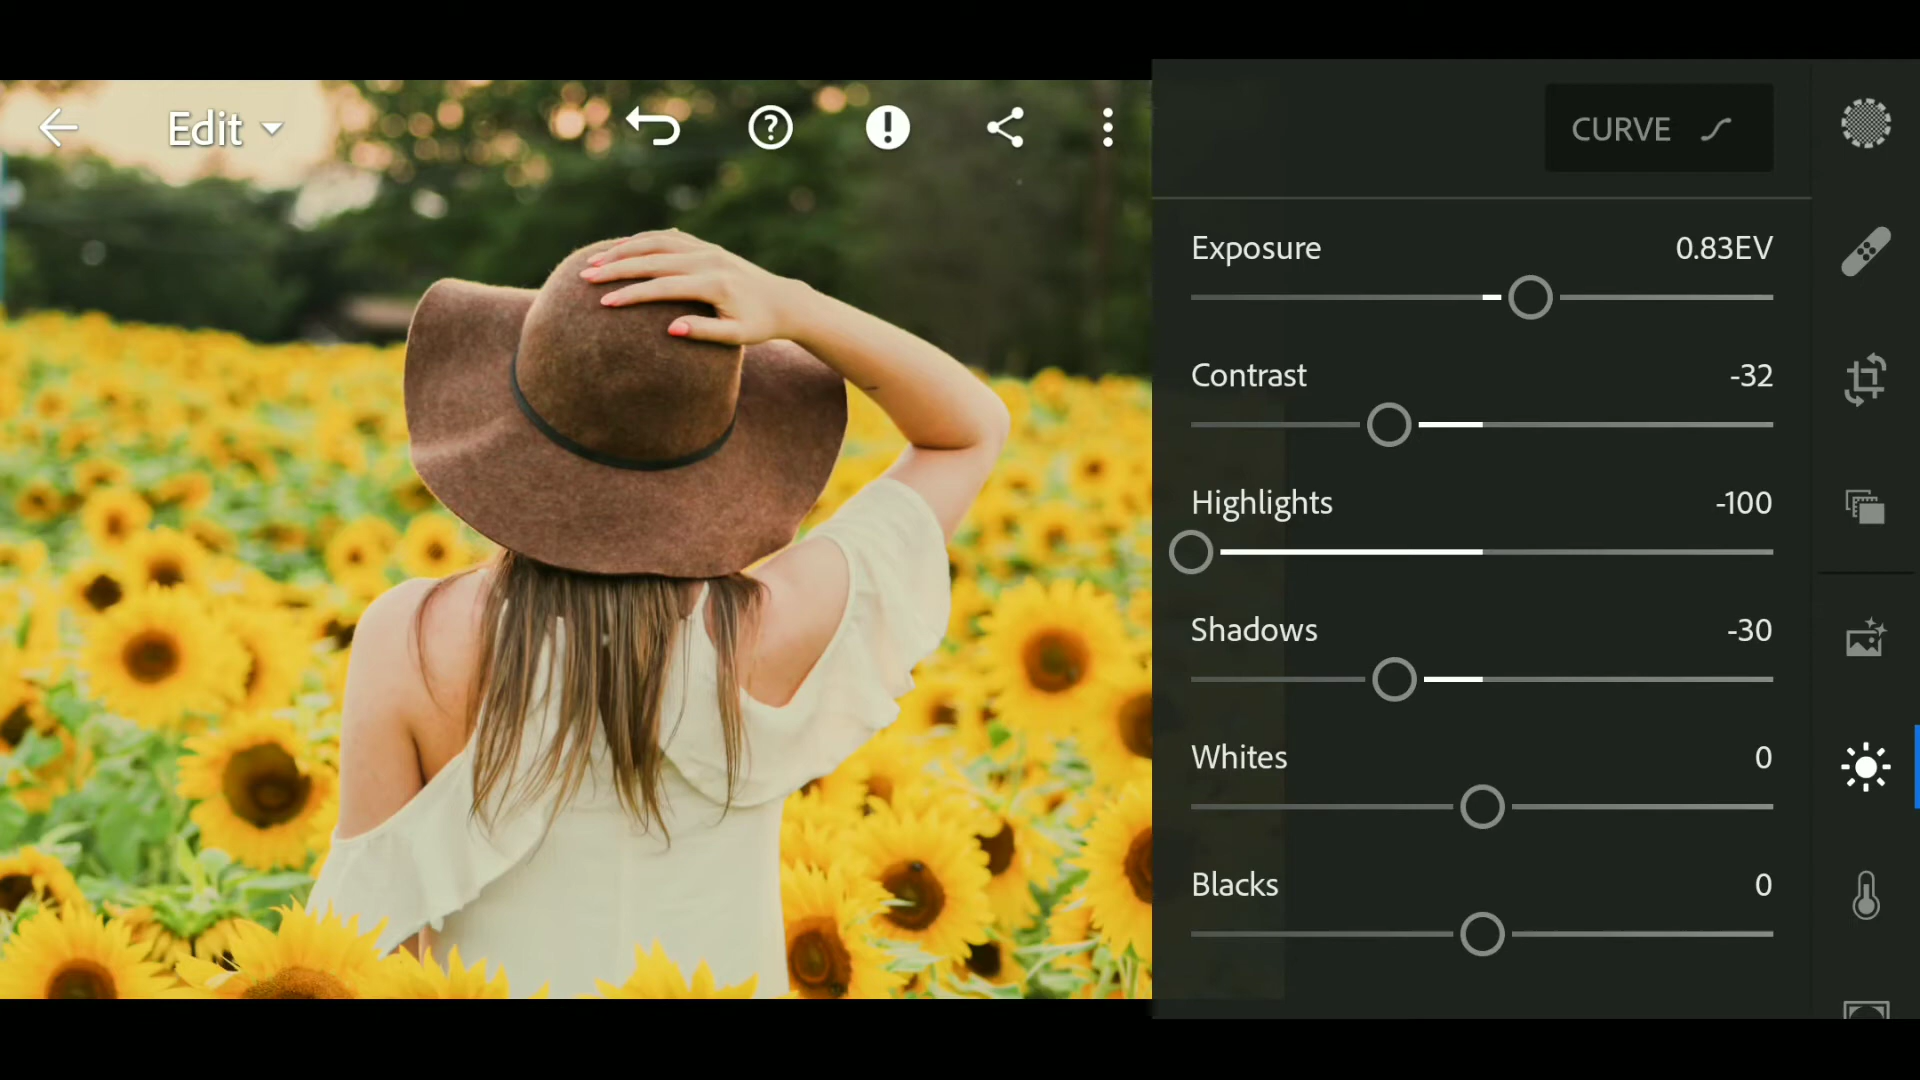 Edit
CURVE
Exposure 0.83EV
Contrast -32
Highlights -100
Shadows -30
Whites 0
Blacks 0